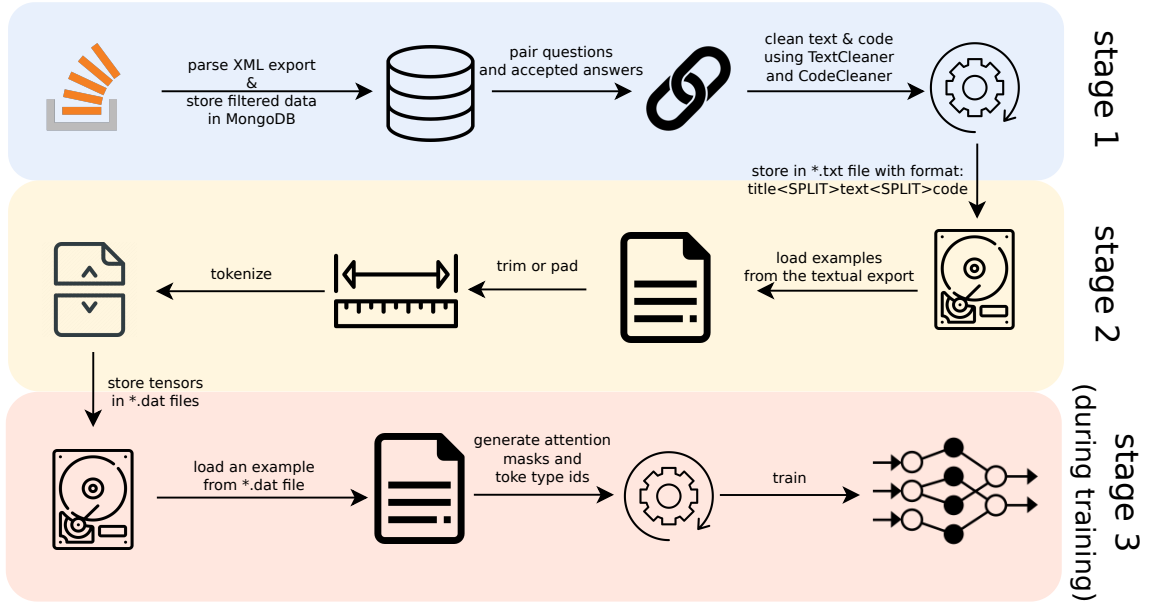 parse XML export
&
store filtered data
in MongoDB
pair questions
and accepted answers
clean text & code
using TextCleaner
and CodeCleaner
stage 1
store in *.txt file with format:
title<SPLIT>text<SPLIT>code
tokenize
trim or pad
load examples
from the textual export
stage 2
store tensors
in *.dat files
load an example
from *.dat file
generate attention
masks and
toke type ids
train
stage 3
(during training)